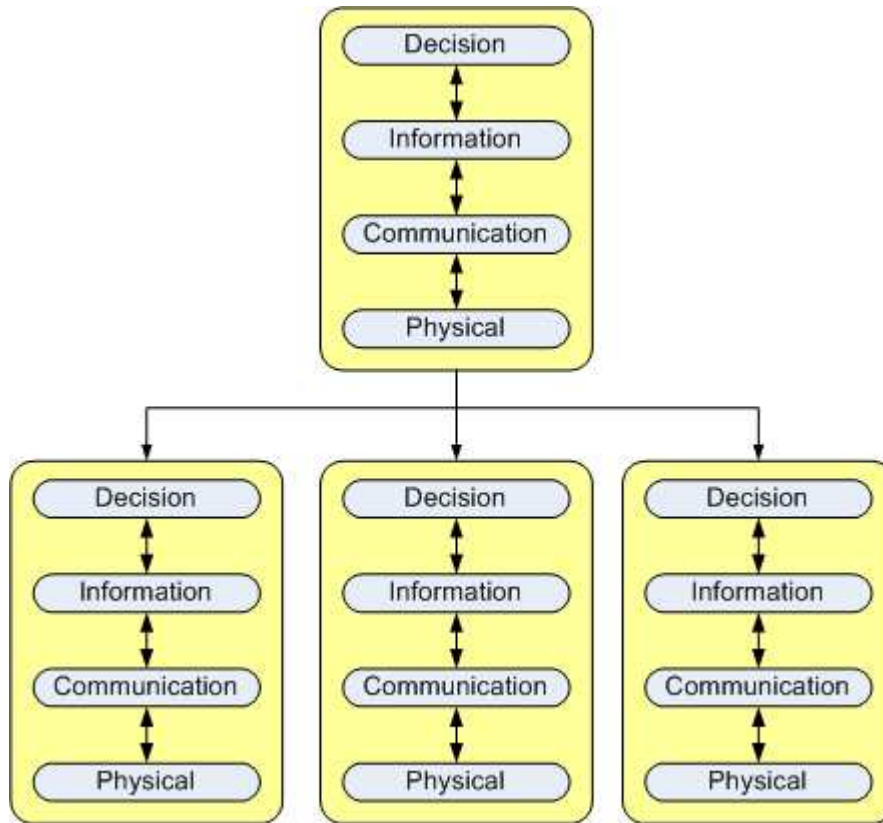 Decision
Information
Communication
Physical
Decision
Information
Communication
Physical
Decision
Information
Communication
Physical
Decision
Information
Communication
Physical